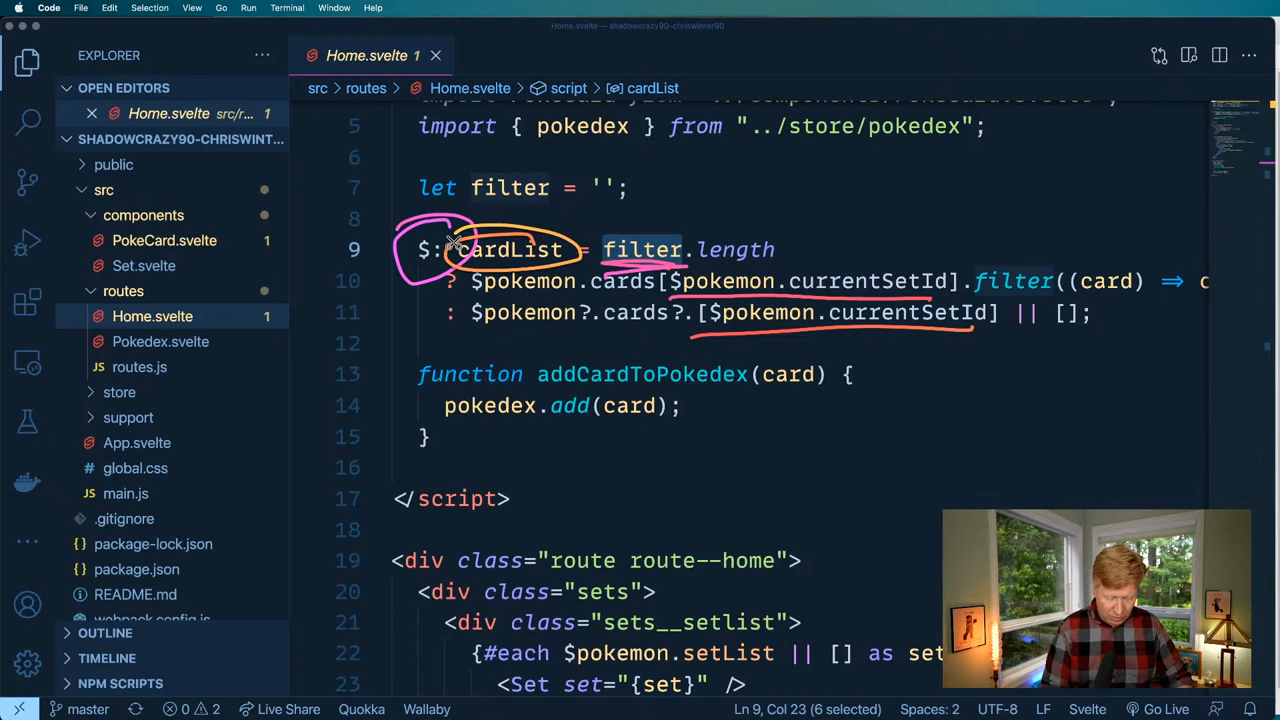 Code File Edit Selection View Go Run Terminal Window Help
Home.svelte — shadowcrazy90-chriswinter90
EXPLORER
Home.svelte 1
OPEN EDITORS
Home.svelte src/r... 1
SHADOWCRAZY90-CHRISWINT...
public
src
components
PokeCard.svelte 1
Set.svelte
routes
Home.svelte 1
Pokedex.svelte
routes.js
store
support
App.svelte
global.css
main.js
.gitignore
package-lock.json
package.json
README.md
webpack.config.js
OUTLINE
TIMELINE
NPM SCRIPTS
src > routes > Home.svelte > script > cardList
5 import { pokedex } from "../store/pokedex";
6
7 let filter = '';
8
9 $: cardList = filter.length
10 ? $pokemon.cards[$pokemon.currentSetId].filter((card) => c
11 : $pokemon?.cards?.[$pokemon.currentSetId] || [];
12
13 function addCardToPokedex(card) {
14 pokedex.add(card);
15 }
16
17 </script>
18
19 <div class="route route--home">
20 <div class="sets">
21 <div class="sets__setlist">
22 {#each $pokemon.setList || [] as set
23 <Set set="{set}" />
master 0 2 Live Share Quokka Wallaby Ln 9, Col 23 (6 selected) Spaces: 2 UTF-8 LF Svelte Go Live